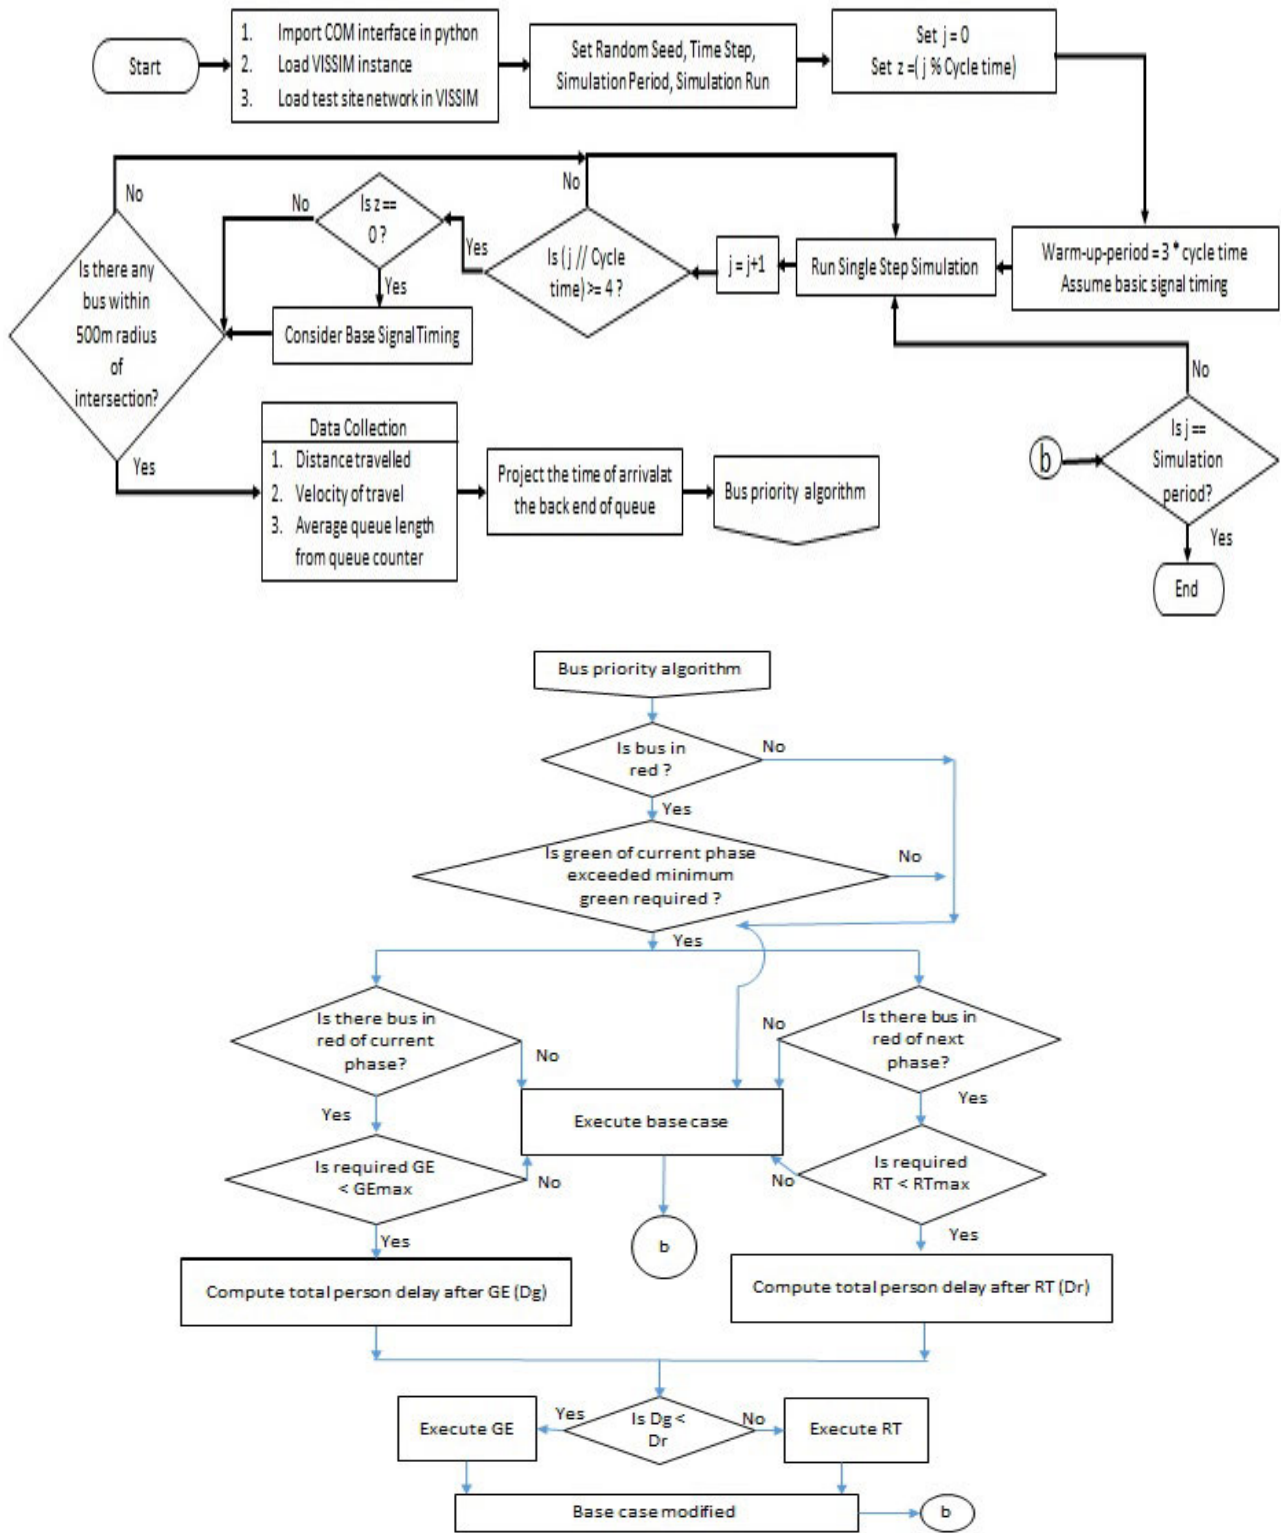 Start
1. Import COM interface in python
2. Load VISSIM instance
3. Load test site network in VISSIM
Set Random Seed, Time Step,
Simulation Period, Simulation Run
Set j = 0
Set z =( j % Cycle time)
Warm-up-period = 3 * cycle time
Assume basic signal timing
Run Single Step Simulation
j = j+1
Is ( j // Cycle
time) >= 4 ?
No
Yes
Is z ==
0 ?
No
Yes
Consider Base Signal Timing
Is there any
bus within
500m radius
of
intersection?
No
Yes
Data Collection
1. Distance travelled
2. Velocity of travel
3. Average queue length
from queue counter
Project the time of arrivalat
the back end of queue
Bus priority algorithm
b
Is j ==
Simulation
period?
No
Yes
End
Bus priority algorithm
Is bus in
red ?
No
Yes
Is green of current phase
exceeded minimum
green required ?
No
Yes
Is there bus in
red of current
phase?
No
Yes
Is there bus in
red of next
phase?
No
Yes
Execute base case
Is required GE
< GEmax
No
Yes
Is required
RT < RTmax
No
Yes
b
Compute total person delay after GE (Dg)
Compute total person delay after RT (Dr)
Is Dg <
Dr
Yes
No
Execute GE
Execute RT
Base case modified
b